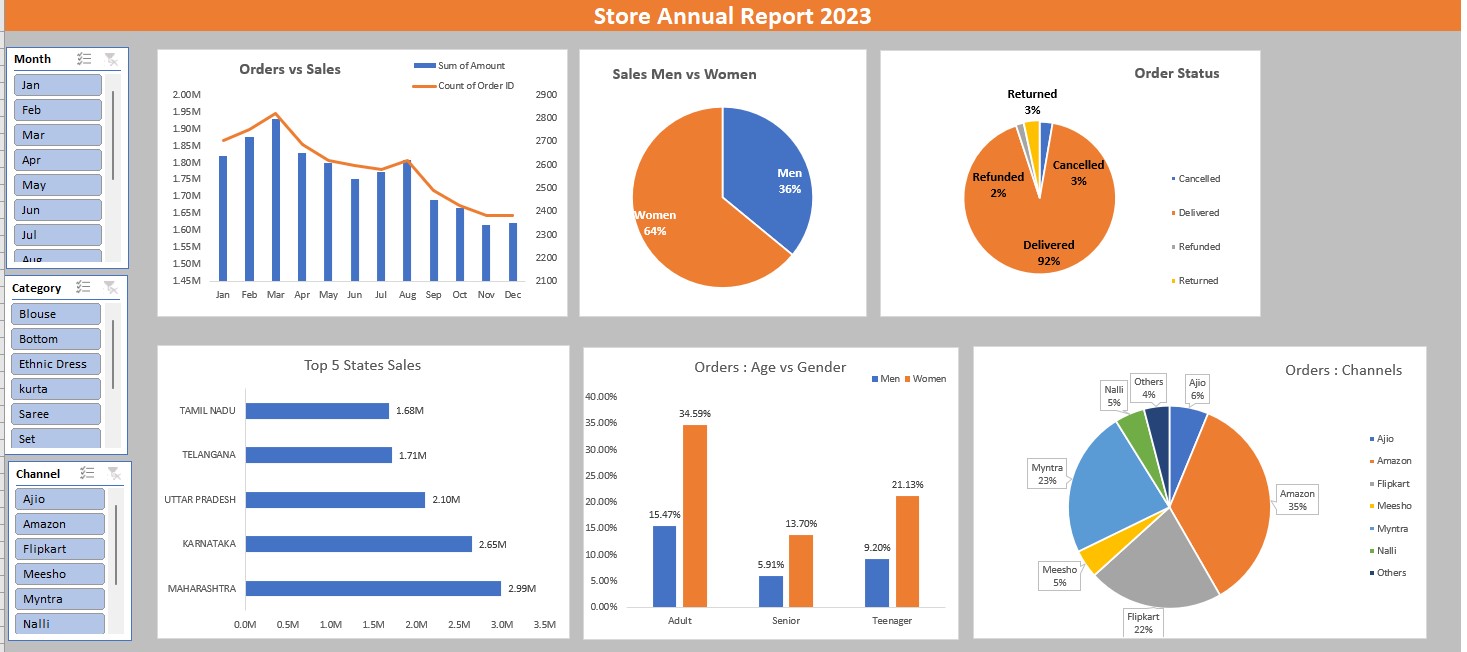 Store Annual Report 2023
Month
Jan
Feb
Mar
Apr
May
Jun
Jul
Aug
Category
Blouse
Bottom
Ethnic Dress
kurta
Saree
Set
Channel
Ajio
Amazon
Flipkart
Meesho
Myntra
Nalli
Orders vs Sales
Sum of Amount
Count of Order ID
2.00M
1.95M
1.90M
1.85M
1.80M
1.75M
1.70M
1.65M
1.60M
1.55M
1.50M
1.45M
2900
2800
2700
2600
2500
2400
2300
2200
2100
Jan Feb Mar Apr May Jun Jul Aug Sep Oct Nov Dec
Sales Men vs Women
Men
36%
Women
64%
Order Status
Returned
3%
Cancelled
3%
Refunded
2%
Delivered
92%
Cancelled
Delivered
Refunded
Returned
Top 5 States Sales
TAMIL NADU 1.68M
TELANGANA 1.71M
UTTAR PRADESH 2.10M
KARNATAKA 2.65M
MAHARASHTRA 2.99M
0.0M 0.5M 1.0M 1.5M 2.0M 2.5M 3.0M 3.5M
Orders : Age vs Gender
Men Women
40.00%
35.00%
30.00%
25.00%
20.00%
15.00%
10.00%
5.00%
0.00%
15.47%
34.59%
5.91%
13.70%
9.20%
21.13%
Adult Senior Teenager
Orders : Channels
Ajio
6%
Amazon
35%
Flipkart
22%
Meesho
5%
Myntra
23%
Nalli
5%
Others
4%
Ajio
Amazon
Flipkart
Meesho
Myntra
Nalli
Others